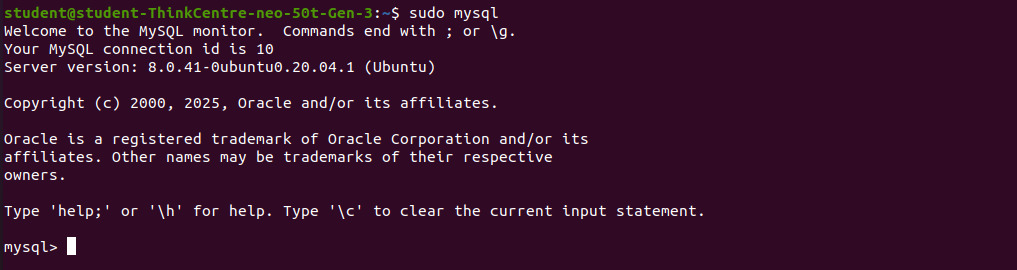 student@student-ThinkCentre-neo-50t-Gen-3:~$ sudo mysql
Welcome to the MySQL monitor.  Commands end with ; or \g.
Your MySQL connection id is 10
Server version: 8.0.41-0ubuntu0.20.04.1 (Ubuntu)

Copyright (c) 2000, 2025, Oracle and/or its affiliates.

Oracle is a registered trademark of Oracle Corporation and/or its
affiliates. Other names may be trademarks of their respective
owners.

Type 'help;' or '\h' for help. Type '\c' to clear the current input statement.

mysql>